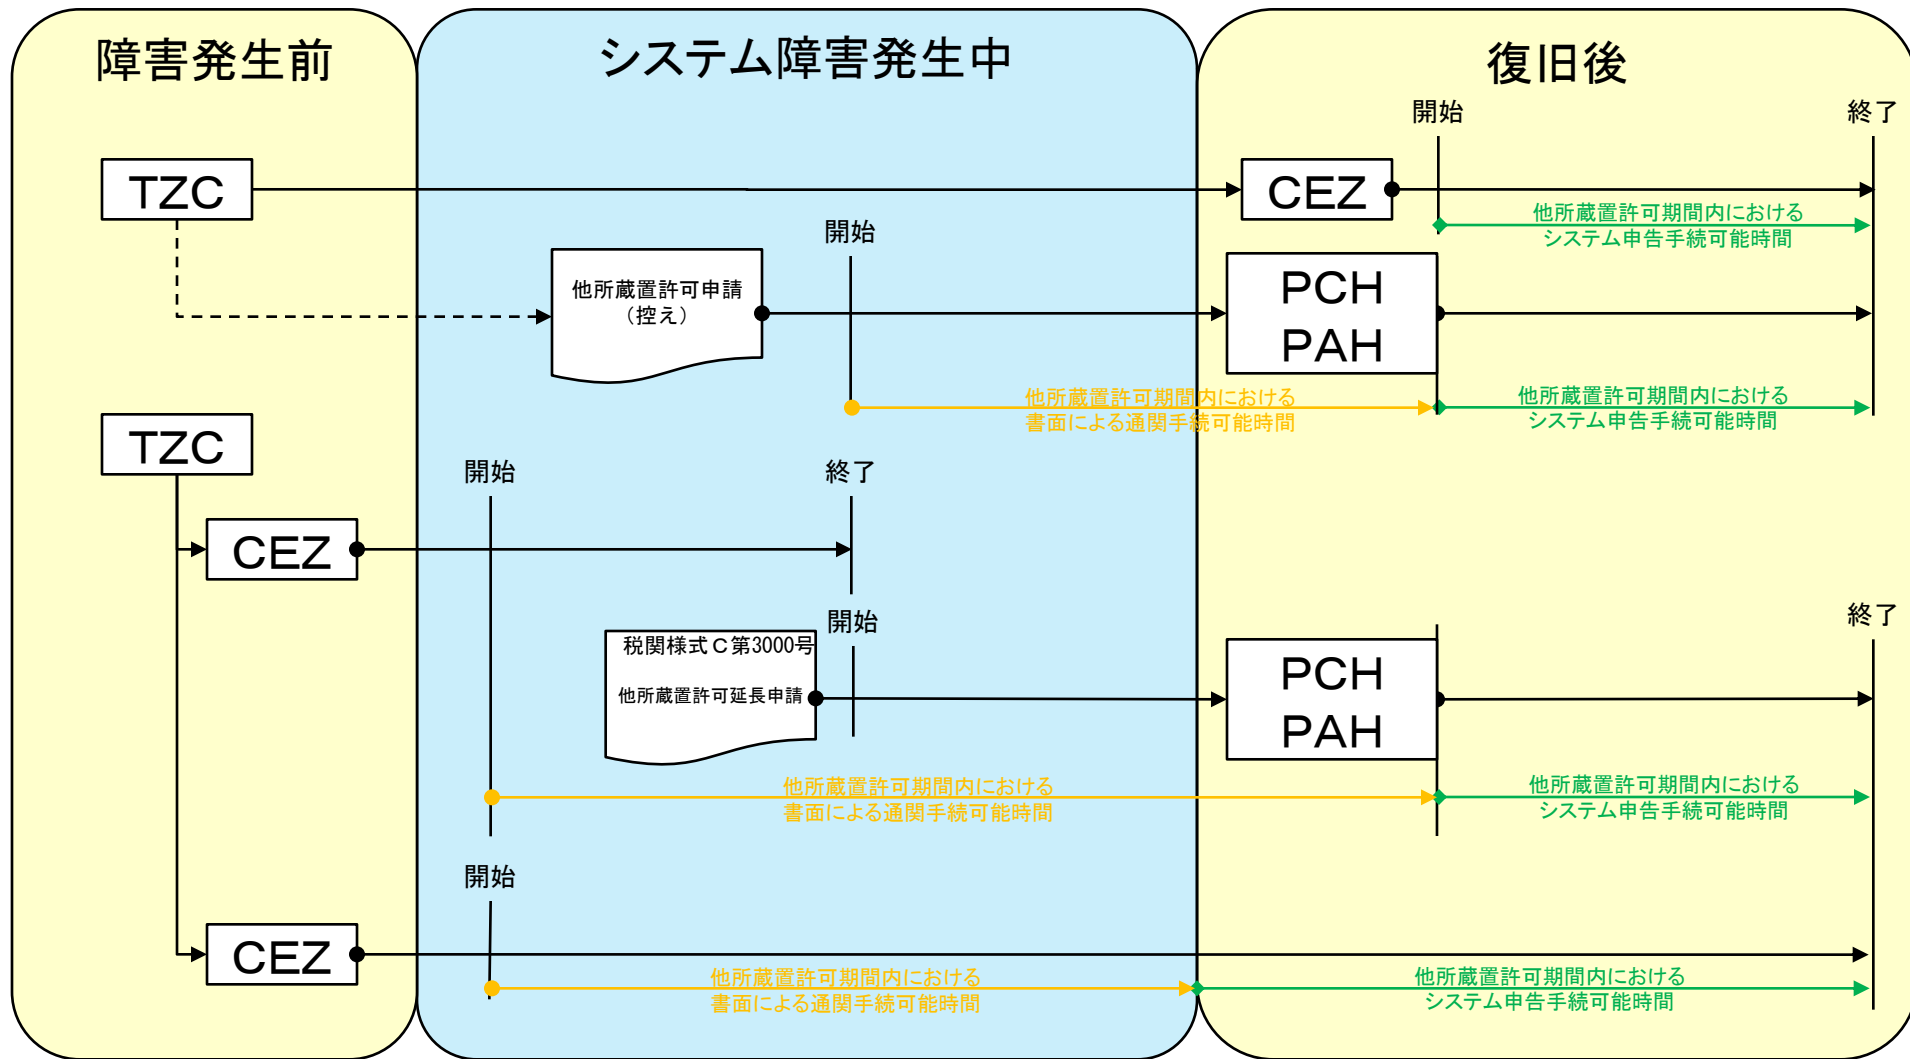 障害発生前
システム障害発生中
復旧後
開始
終了
TZC
CEZ
他所蔵置許可期間内における
システム申告手続可能時間
開始
他所蔵置許可申請
（控え）
PCH
PAH
他所蔵置許可期間内における
書面による通関手続可能時間
他所蔵置許可期間内における
システム申告手続可能時間
TZC
開始
終了
CEZ
開始
終了
税関様式Ｃ第3000号
他所蔵置許可延長申請
PCH
PAH
他所蔵置許可期間内における
書面による通関手続可能時間
他所蔵置許可期間内における
システム申告手続可能時間
開始
CEZ
他所蔵置許可期間内における
書面による通関手続可能時間
他所蔵置許可期間内における
システム申告手続可能時間